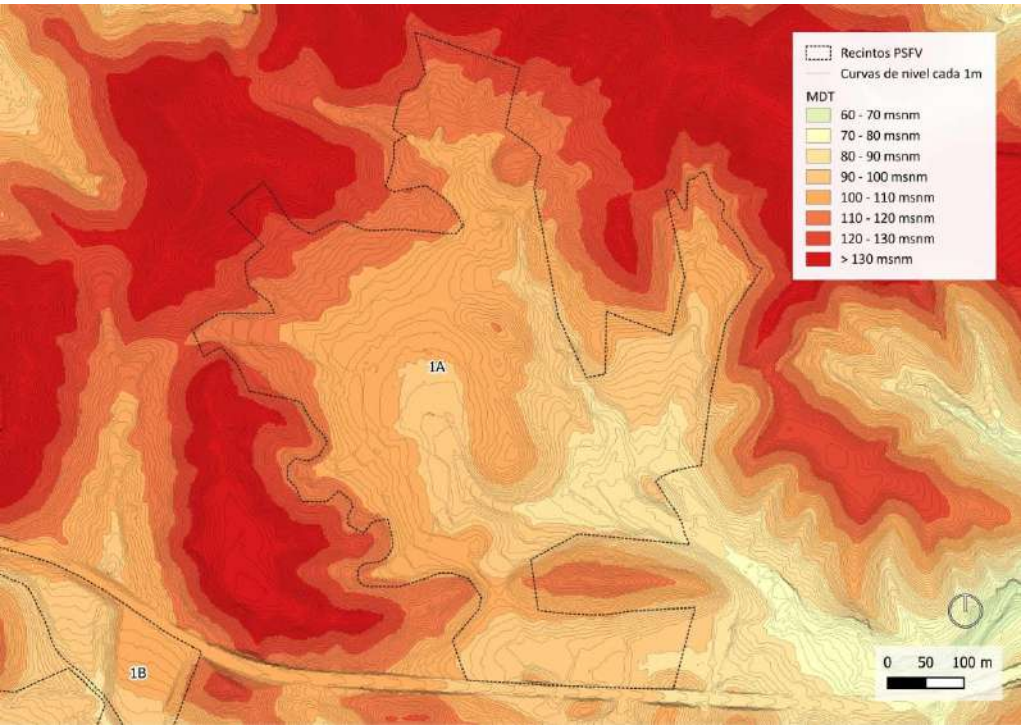 Recintos PSFV
Curvas de nivel cada 1m
MDT
60 - 70 msnm
70 - 80 msnm
80 - 90 msnm
90 - 100 msnm
100 - 110 msnm
110 - 120 msnm
120 - 130 msnm
> 130 msnm
1A
1B
0 50 100 m